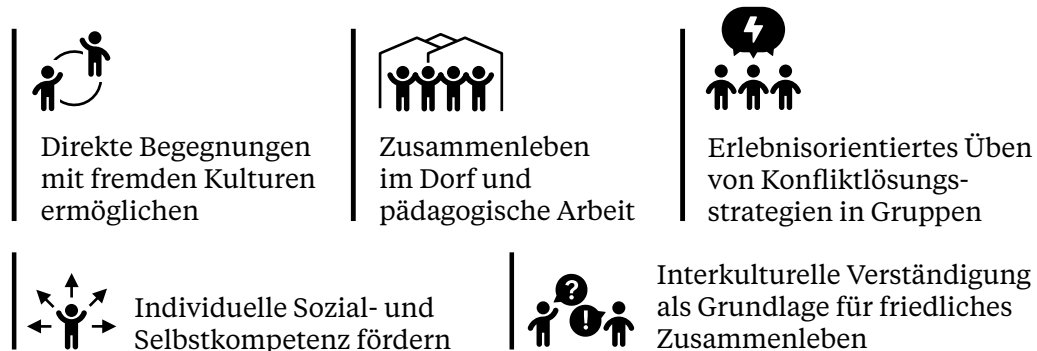 Direkte Begegnungen
mit fremden Kulturen
ermöglichen
Zusammenleben
im Dorf und
pädagogische Arbeit
Erlebnisorientiertes Üben
von Konfliktlösungs-
strategien in Gruppen
Individuelle Sozial- und
Selbstkompetenz fördern
?
!
Interkulturelle Verständigung
als Grundlage für friedliches
Zusammenleben